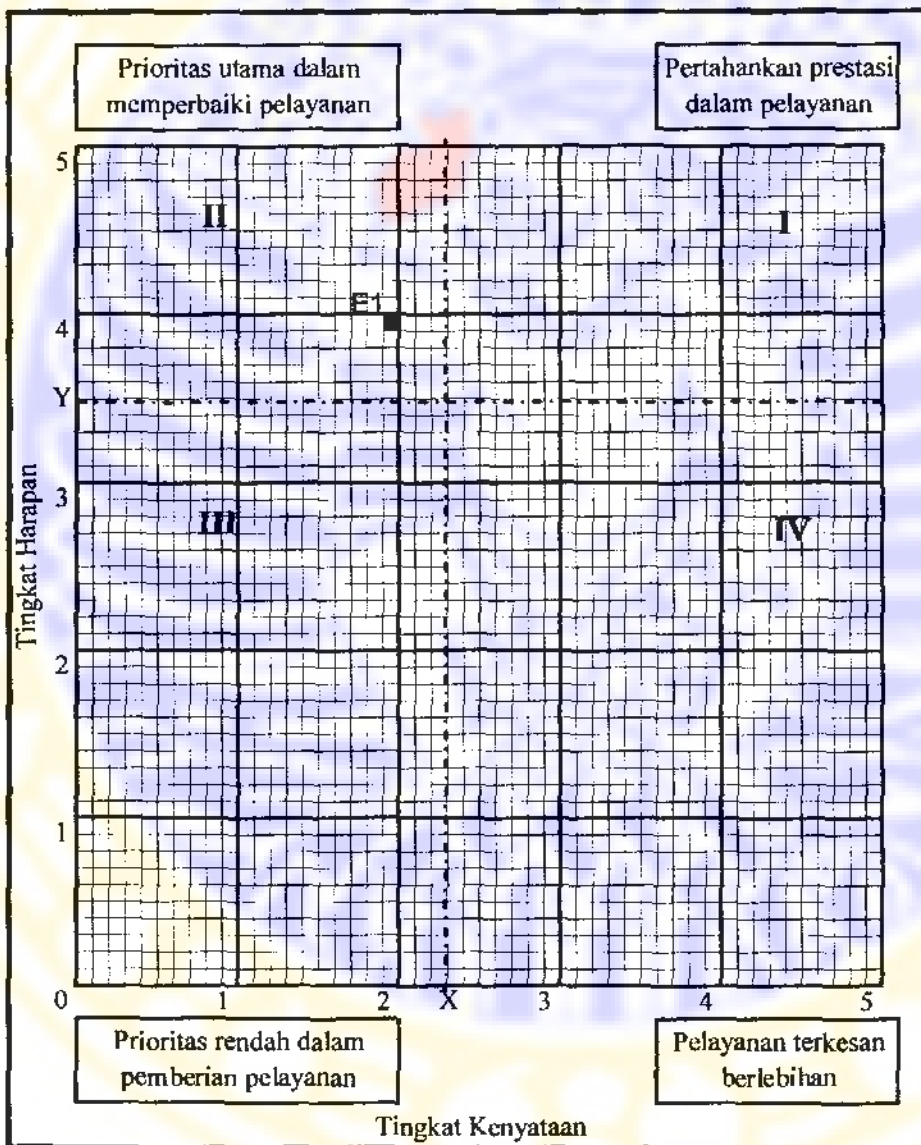 Prioritas utama dalam
memperbaiki pelayanan
Pertahankan prestasi
dalam pelayanan
5
II
I
E1
4
Y
3
III
IV
Tingkat Harapan
2
1
0
1
2
X
3
4
5
Prioritas rendah dalam
pemberian pelayanan
Pelayanan terkesan
berlebihan
Tingkat Kenyataan